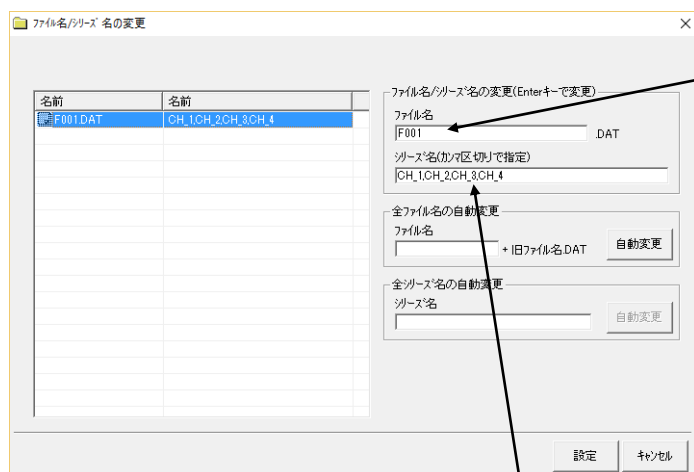 ファイル名/シリーズ名の変更
名前 名前
F001.DAT CH_1,CH_2,CH_3,CH_4
ファイル名/シリーズ名の変更(Enterキーで変更)
ファイル名
F001 .DAT
シリーズ名(カンマ区切りで指定)
CH_1,CH_2,CH_3,CH_4
全ファイル名の自動変更
ファイル名
+ 旧ファイル名.DAT 自動変更
全シリーズ名の自動変更
シリーズ名
自動変更
設定 キャンセル